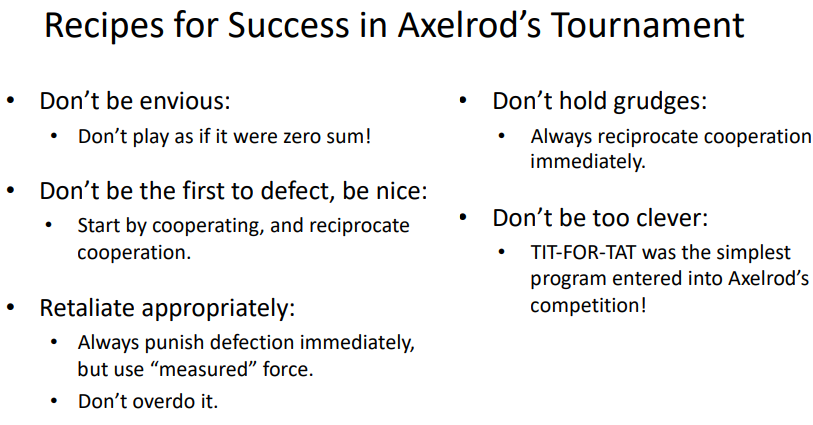 Recipes for Success in Axelrod’s Tournament
• Don’t be envious:
• Don’t play as if it were zero sum!
• Don’t be the first to defect, be nice:
• Start by cooperating, and reciprocate
cooperation.
• Retaliate appropriately:
• Always punish defection immediately,
but use “measured” force.
• Don’t overdo it.
• Don’t hold grudges:
• Always reciprocate cooperation
immediately.
• Don’t be too clever:
• TIT-FOR-TAT was the simplest
program entered into Axelrod’s
competition!